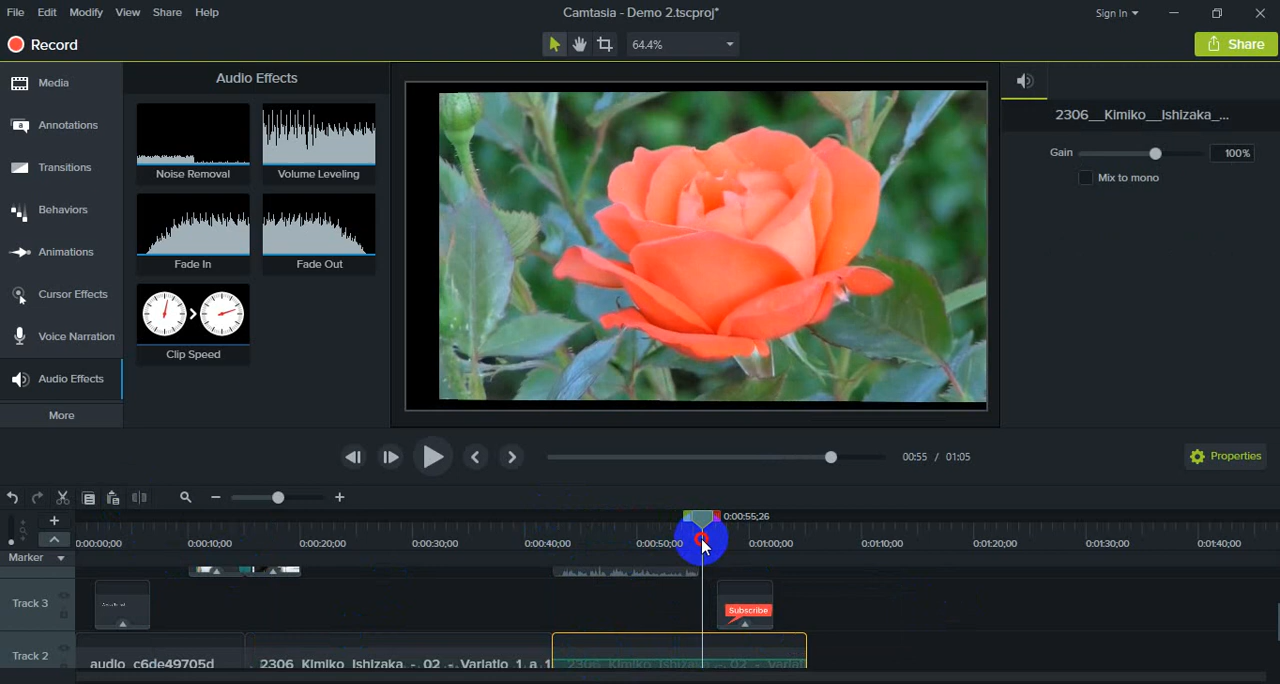 File Edit Modify View Share Help
Camtasia - Demo 2.tscproj*
Sign In
Record
64.4%
Share
Media
Annotations
Transitions
Behaviors
Animations
Cursor Effects
Voice Narration
Audio Effects
More
Audio Effects
Noise Removal
Volume Leveling
Fade In
Fade Out
Clip Speed
2306__Kimiko__Ishizaka_-...
Gain 100%
Mix to mono
00:55 / 01:05
Properties
0:00:55;26
0:00:00;00 0:00:10;00 0:00:20;00 0:00:30;00 0:00:40;00 0:00:50;00 0:01:00;00 0:01:10;00 0:01:20;00 0:01:30;00 0:01:40;00
Marker
Track 3
Subscribe
Track 2
audio_c6de49705d
2306_Kimiko_Ishizaka_-_02_-_Variatio_1_a_1
2306_Kimiko_Ishizaka_-_02_-_Variati